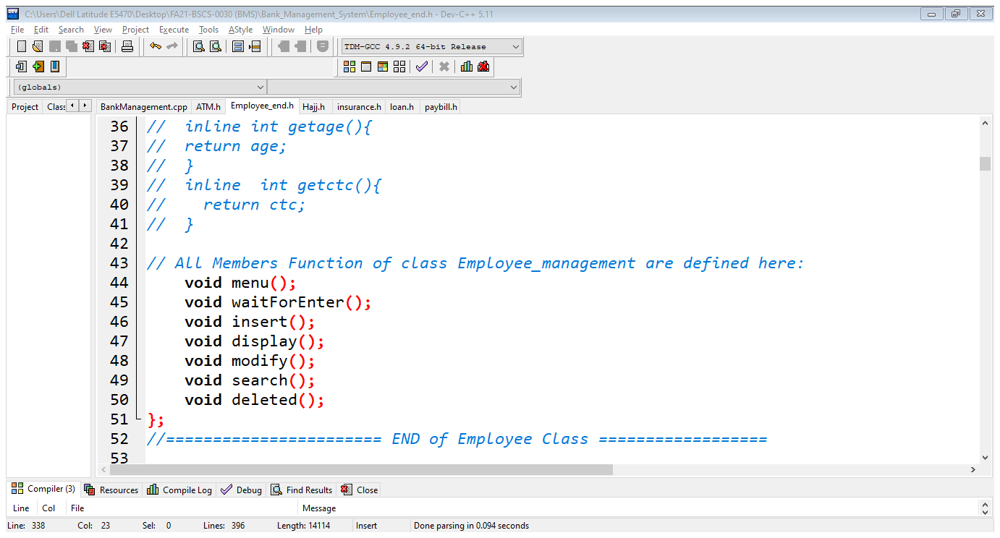 C:\Users\Dell Latitude E5470\Desktop\FA21-BSCS-0030 (BMS)\Bank_Management_System\Employee_end.h - Dev-C++ 5.11
File Edit Search View Project Execute Tools AStyle Window Help
TDM-GCC 4.9.2 64-bit Release
(globals)
Project Class BankManagement.cpp ATM.h Employee_end.h Hajj.h insurance.h loan.h paybill.h
36 //  inline int getage(){
37 //  return age;
38 //  }
39 //  inline  int getctc(){
40 //    return ctc;
41 //  }
42
43 // All Members Function of class Employee_management are defined here:
44     void menu();
45     void waitForEnter();
46     void insert();
47     void display();
48     void modify();
49     void search();
50     void deleted();
51 };
52 //======================= END of Employee Class ==================
53
Compiler (3) Resources Compile Log Debug Find Results Close
Line Col File Message
Line: 338 Col: 23 Sel: 0 Lines: 396 Length: 14114 Insert Done parsing in 0.094 seconds